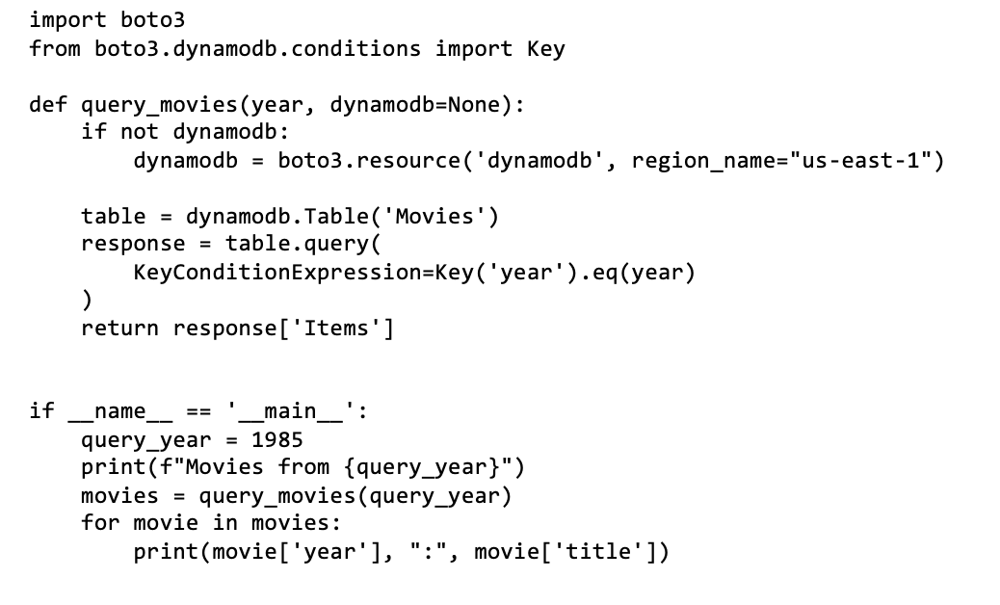 import boto3
from boto3.dynamodb.conditions import Key

def query_movies(year, dynamodb=None):
    if not dynamodb:
        dynamodb = boto3.resource('dynamodb', region_name="us-east-1")

    table = dynamodb.Table('Movies')
    response = table.query(
        KeyConditionExpression=Key('year').eq(year)
    )
    return response['Items']


if __name__ == '__main__':
    query_year = 1985
    print(f"Movies from {query_year}")
    movies = query_movies(query_year)
    for movie in movies:
        print(movie['year'], ":", movie['title'])